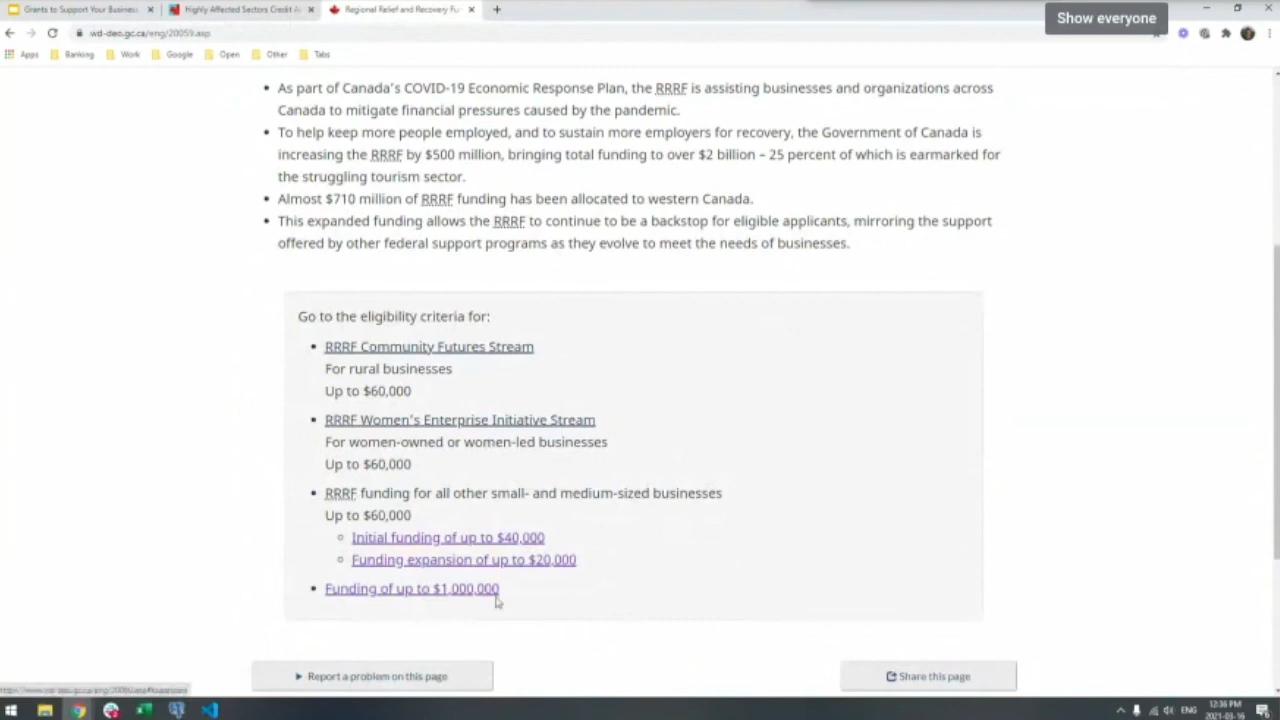 Grants to Support Your Business
Highly Affected Sectors Credit A
Regional Relief and Recovery Fu
Show everyone
wd-deo.gc.ca/eng/20059.asp
Apps Banking Work Google Open Other Tabs
As part of Canada's COVID-19 Economic Response Plan, the RRRF is assisting businesses and organizations across
Canada to mitigate financial pressures caused by the pandemic.
To help keep more people employed, and to sustain more employers for recovery, the Government of Canada is
increasing the RRRF by $500 million, bringing total funding to over $2 billion – 25 percent of which is earmarked for
the struggling tourism sector.
Almost $710 million of RRRF funding has been allocated to western Canada.
This expanded funding allows the RRRF to continue to be a backstop for eligible applicants, mirroring the support
offered by other federal support programs as they evolve to meet the needs of businesses.
Go to the eligibility criteria for:
RRRF Community Futures Stream
For rural businesses
Up to $60,000
RRRF Women's Enterprise Initiative Stream
For women-owned or women-led businesses
Up to $60,000
RRRF funding for all other small- and medium-sized businesses
Up to $60,000
Initial funding of up to $40,000
Funding expansion of up to $20,000
Funding of up to $1,000,000
Report a problem on this page
Share this page
ENG
12:36 PM
2021-03-16